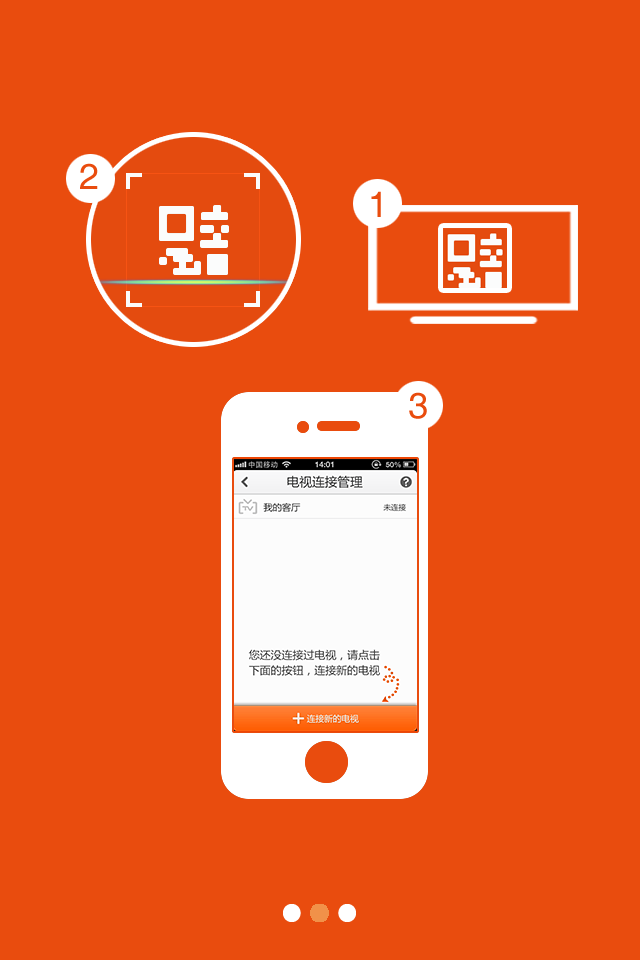 2
1
3
中国移动 14:01 50%
电视连接管理 ?
TV 我的客厅 未连接
您还没连接过电视，请点击
下面的按钮，连接新的电视
连接新的电视